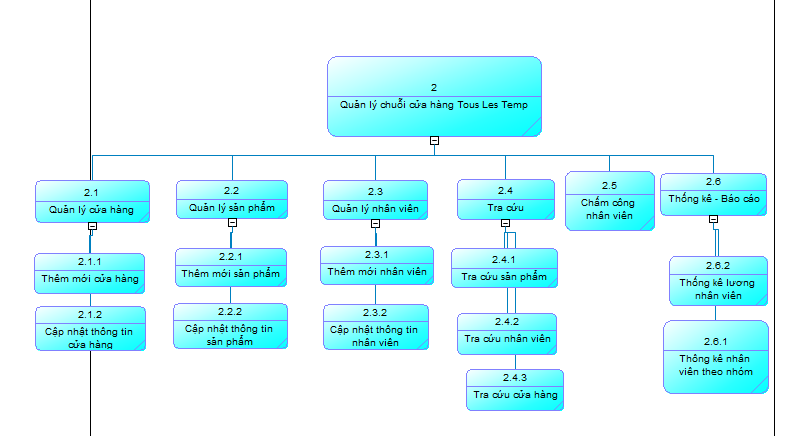 2
Quản lý chuỗi cửa hàng Tous Les Temp
2.1
Quản lý cửa hàng
2.2
Quản lý sản phẩm
2.3
Quản lý nhân viên
2.4
Tra cứu
2.5
Chấm công
nhân viên
2.6
Thống kê - Báo cáo
2.1.1
Thêm mới cửa hàng
2.1.2
Cập nhật thông tin
cửa hàng
2.2.1
Thêm mới sản phẩm
2.2.2
Cập nhật thông tin
sản phẩm
2.3.1
Thêm mới nhân viên
2.3.2
Cập nhật thông tin
nhân viên
2.4.1
Tra cứu sản phẩm
2.4.2
Tra cứu nhân viên
2.4.3
Tra cứu cửa hàng
2.6.2
Thống kế lương
nhân viên
2.6.1
Thông kê nhân
viên theo nhóm